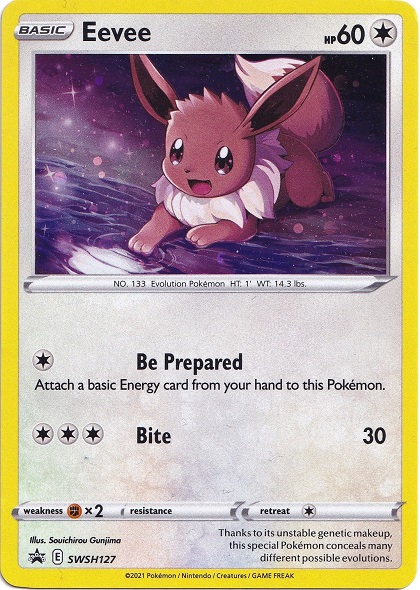 BASIC Eevee HP60
NO. 133 Evolution Pokémon HT: 1' WT: 14.3 lbs.
Be Prepared
Attach a basic Energy card from your hand to this Pokémon.
Bite 30
weakness ×2 resistance retreat
Illus. Souichirou Gunjima
E SWSH127
Thanks to its unstable genetic makeup,
this special Pokémon conceals many
different possible evolutions.
©2021 Pokémon / Nintendo / Creatures / GAME FREAK